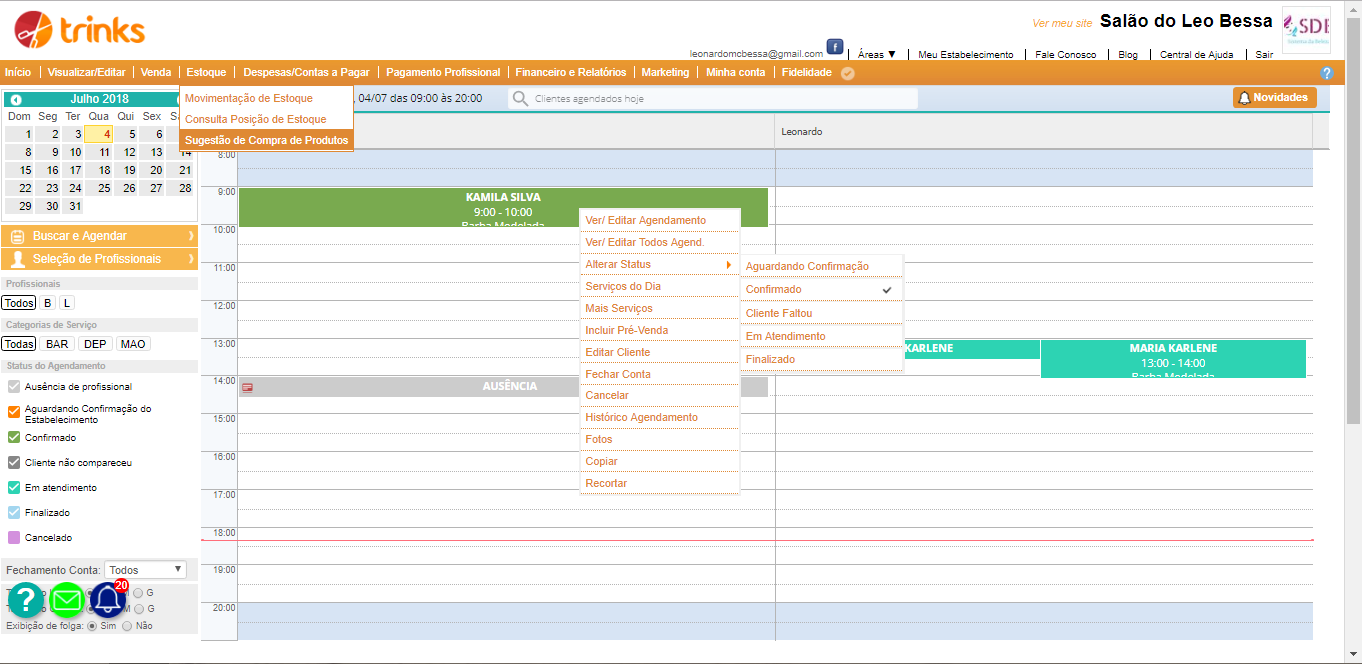 trinks
Ver meu site Salão do Leo Bessa
SDB
leonardomcbessa@gmail.com f Áreas ▼ Meu Estabelecimento Fale Conosco Blog Central de Ajuda Sair
Início Visualizar/Editar Venda Estoque Despesas/Contas a Pagar Pagamento Profissional Financeiro e Relatórios Marketing Minha conta Fidelidade ?
Movimentação de Estoque
Consulta Posição de Estoque
Sugestão de Compra de Produtos
, 04/07 das 09:00 às 20:00 Clientes agendados hoje Novidades
Julho 2018
Dom Seg Ter Qua Qui Sex
1 2 3 4 5 6
8 9 10 11 12 13 14
15 16 17 18 19 20 21
22 23 24 25 26 27 28
29 30 31
Buscar e Agendar
Seleção de Profissionais
Profissionais
Todos B L
Categorias de Serviço
Todas BAR DEP MAO
Status do Agendamento
Ausência de profissional
Aguardando Confirmação do
Estabelecimento
Confirmado
Cliente não compareceu
Em atendimento
Finalizado
Cancelado
Fechamento Conta: Todos
G
M G
Exibição de folga: Sim Não
? 20
Leonardo
8:00
9:00
10:00
11:00
12:00
13:00
14:00
15:00
16:00
17:00
18:00
19:00
20:00
KAMILA SILVA
9:00 - 10:00
Barba Modelada
AUSÊNCIA
KARLENE
MARIA KARLENE
13:00 - 14:00
Barba Modelada
Ver/ Editar Agendamento
Ver/ Editar Todos Agend.
Alterar Status
Serviços do Dia
Mais Serviços
Incluir Pré-Venda
Editar Cliente
Fechar Conta
Cancelar
Histórico Agendamento
Fotos
Copiar
Recortar
Aguardando Confirmação
Confirmado
Cliente Faltou
Em Atendimento
Finalizado